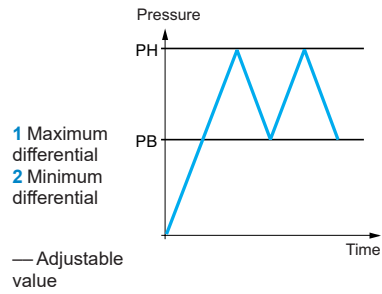 Pressure
PH
PB
1 Maximum
differential
2 Minimum
differential
Time
— Adjustable
value